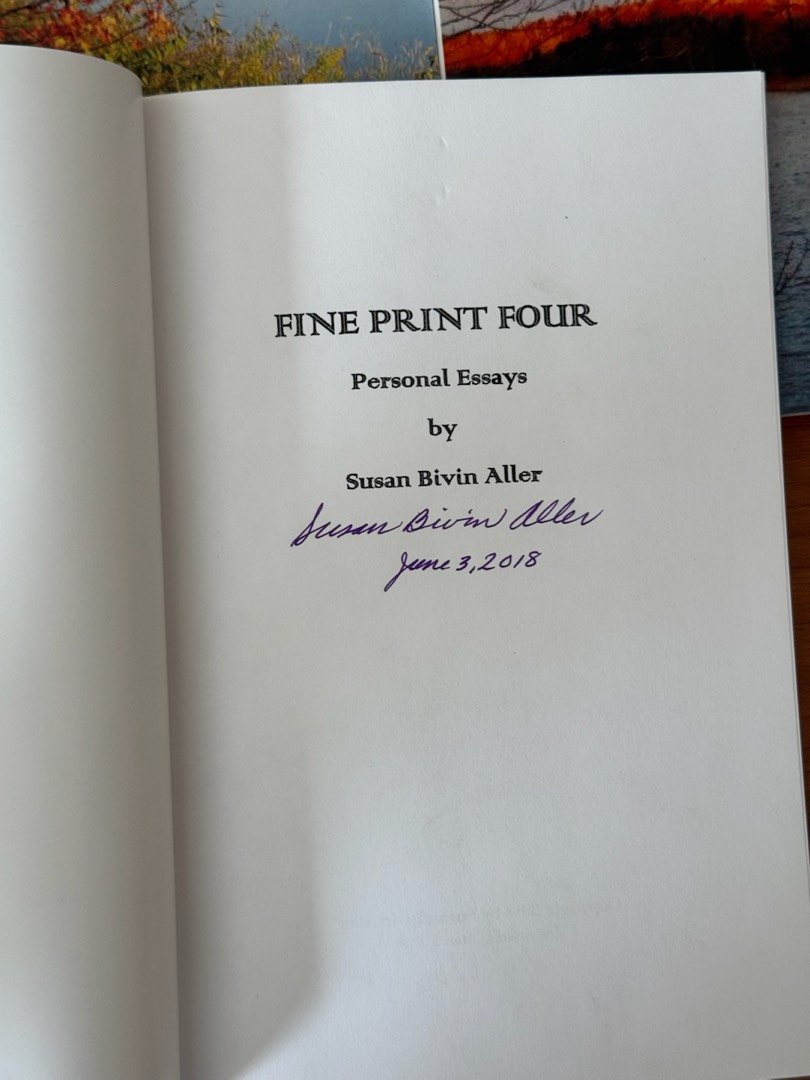 FINE PRINT FOUR
Personal Essays
by
Susan Bivin Aller
Susan Bivin Aller
June 3, 2018